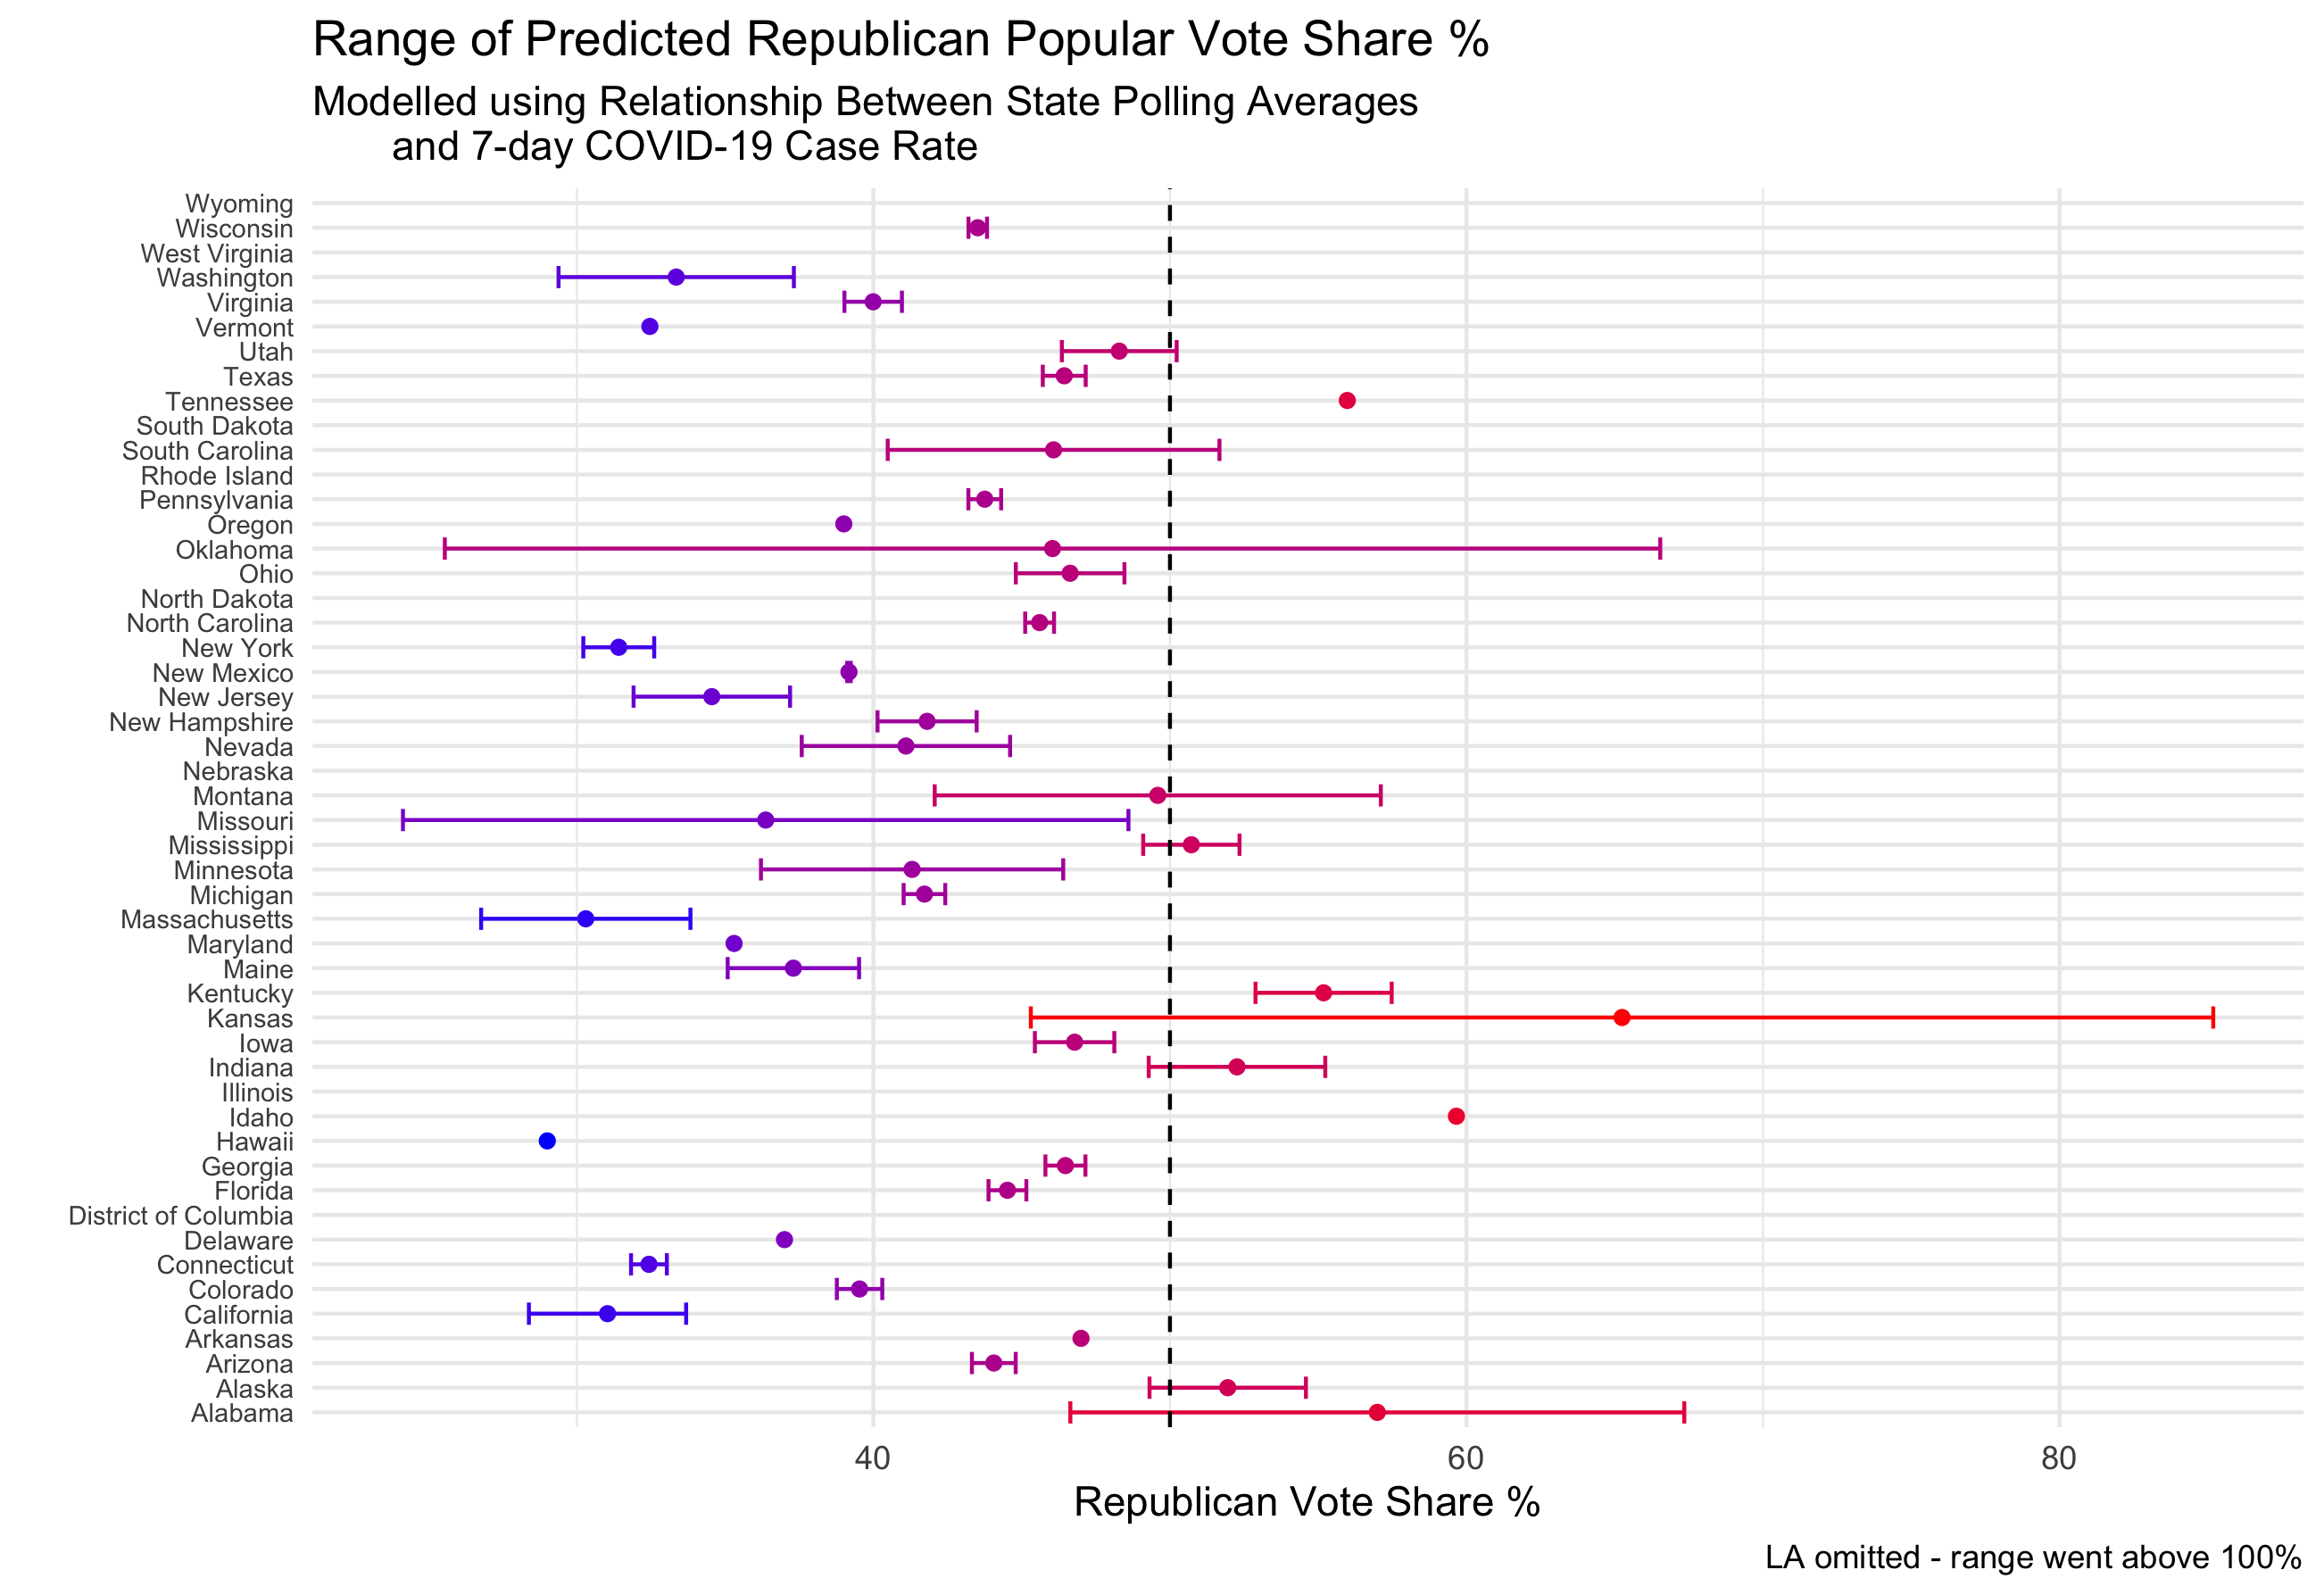 Range of Predicted Republican Popular Vote Share %
Modelled using Relationship Between State Polling Averages
and 7-day COVID-19 Case Rate
Wyoming
Wisconsin
West Virginia
Washington
Virginia
Vermont
Utah
Texas
Tennessee
South Dakota
South Carolina
Rhode Island
Pennsylvania
Oregon
Oklahoma
Ohio
North Dakota
North Carolina
New York
New Mexico
New Jersey
New Hampshire
Nevada
Nebraska
Montana
Missouri
Mississippi
Minnesota
Michigan
Massachusetts
Maryland
Maine
Kentucky
Kansas
Iowa
Indiana
Illinois
Idaho
Hawaii
Georgia
Florida
District of Columbia
Delaware
Connecticut
Colorado
California
Arkansas
Arizona
Alaska
Alabama
40 60 80
Republican Vote Share %
LA omitted - range went above 100%